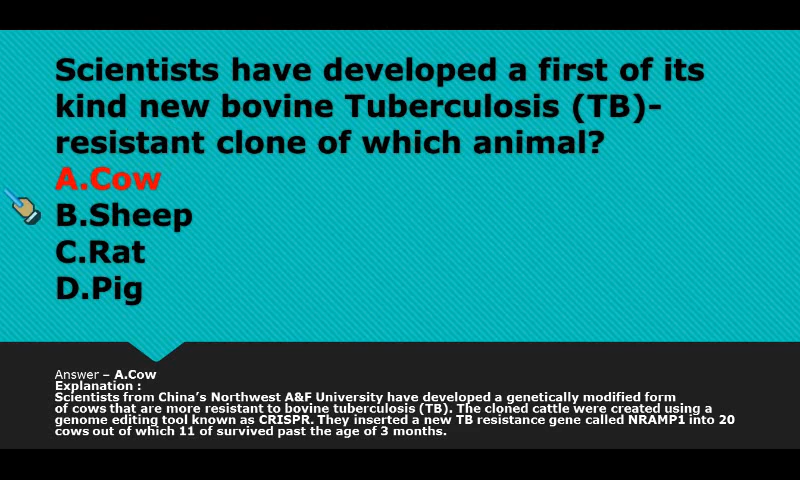 Scientists have developed a first of its
kind new bovine Tuberculosis (TB)-
resistant clone of which animal?
A.Cow
B.Sheep
C.Rat
D.Pig
Answer – A.Cow
Explanation :
Scientists from China’s Northwest A&F University have developed a genetically modified form
of cows that are more resistant to bovine tuberculosis (TB). The cloned cattle were created using a
genome editing tool known as CRISPR. They inserted a new TB resistance gene called NRAMP1 into 20
cows out of which 11 of survived past the age of 3 months.